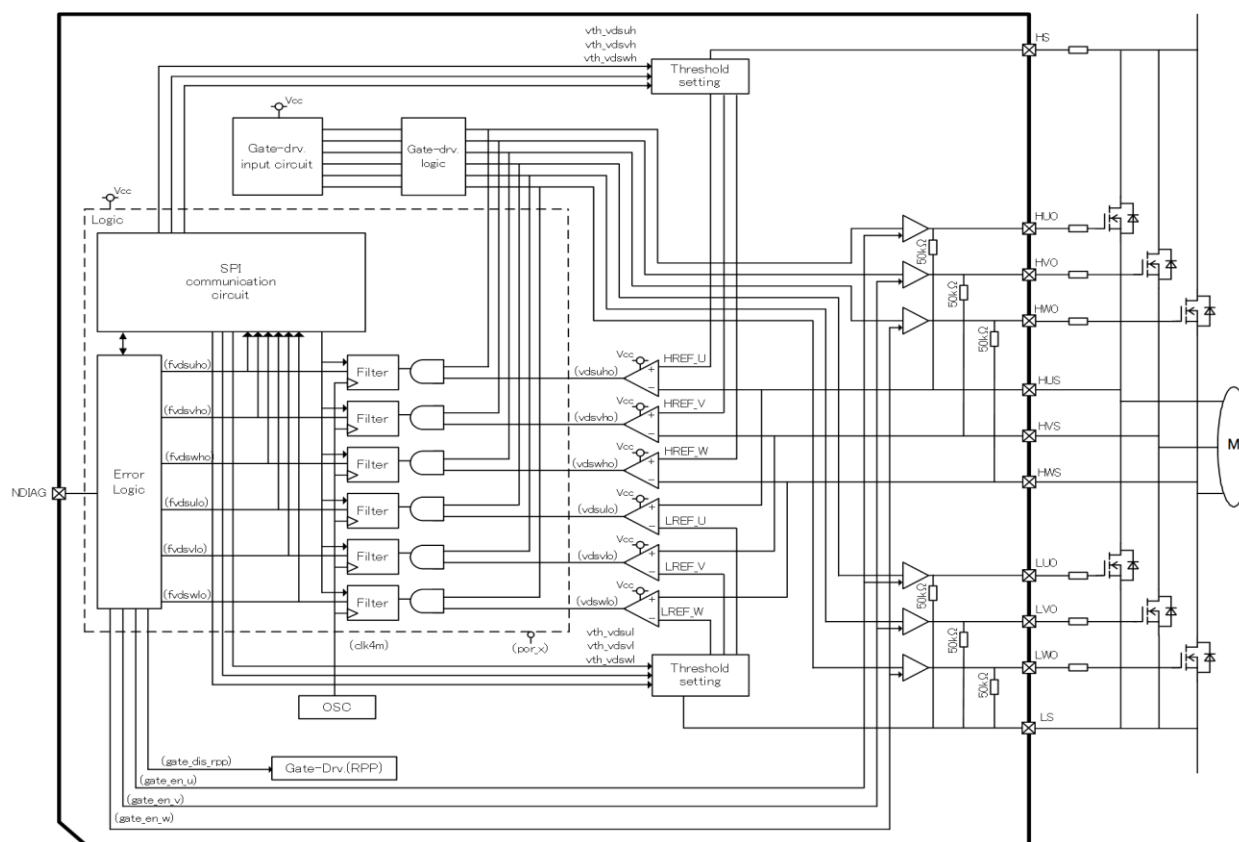 vth_vdsuh
vth_vdsvh
vth_vdswh
HS
Threshold
setting
Vcc
Gate-drv.
input circuit
Gate-drv.
logic
Vcc
Logic
SPI
communication
circuit
HUO
50kΩ
HVO
50kΩ
HWO
50kΩ
Error
Logic
NDIAG
(fvdsuho)
Filter
(vdsuho)
Vcc
+
−
HREF_U
HUS
(fvdsvho)
Filter
(vdsvho)
Vcc
+
−
HREF_V
HVS
M
(fvdswho)
Filter
(vdswho)
Vcc
+
−
HREF_W
HWS
(fvdsulo)
Filter
(vdsulo)
Vcc
+
−
LREF_U
(fvdsvlo)
Filter
(vdsvlo)
Vcc
+
−
LREF_V
LUO
50kΩ
(fvdswlo)
Filter
(vdswlo)
Vcc
+
−
LREF_W
LVO
50kΩ
(clk4m)
(por_x)
vth_vdsul
vth_vdsvl
vth_vdswl
Threshold
setting
LWO
50kΩ
OSC
LS
(gate_dis_rpp)
Gate-Drv.(RPP)
(gate_en_u)
(gate_en_v)
(gate_en_w)